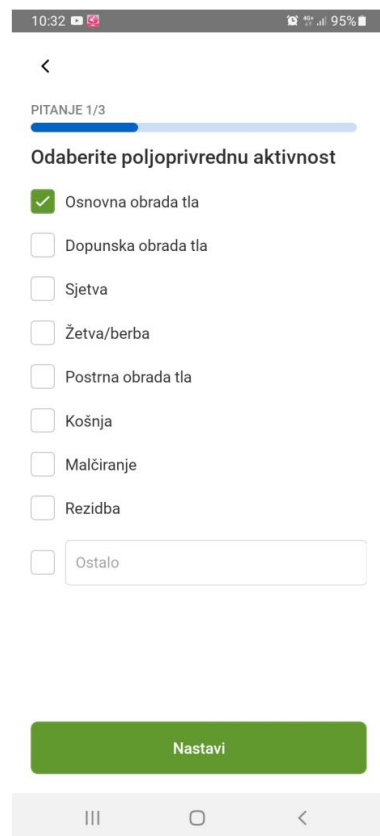 10:32 95%
PITANJE 1/3
Odaberite poljoprivrednu aktivnost
Osnovna obrada tla
Dopunska obrada tla
Sjetva
Žetva/berba
Postrna obrada tla
Košnja
Malčiranje
Rezidba
Ostalo
Nastavi